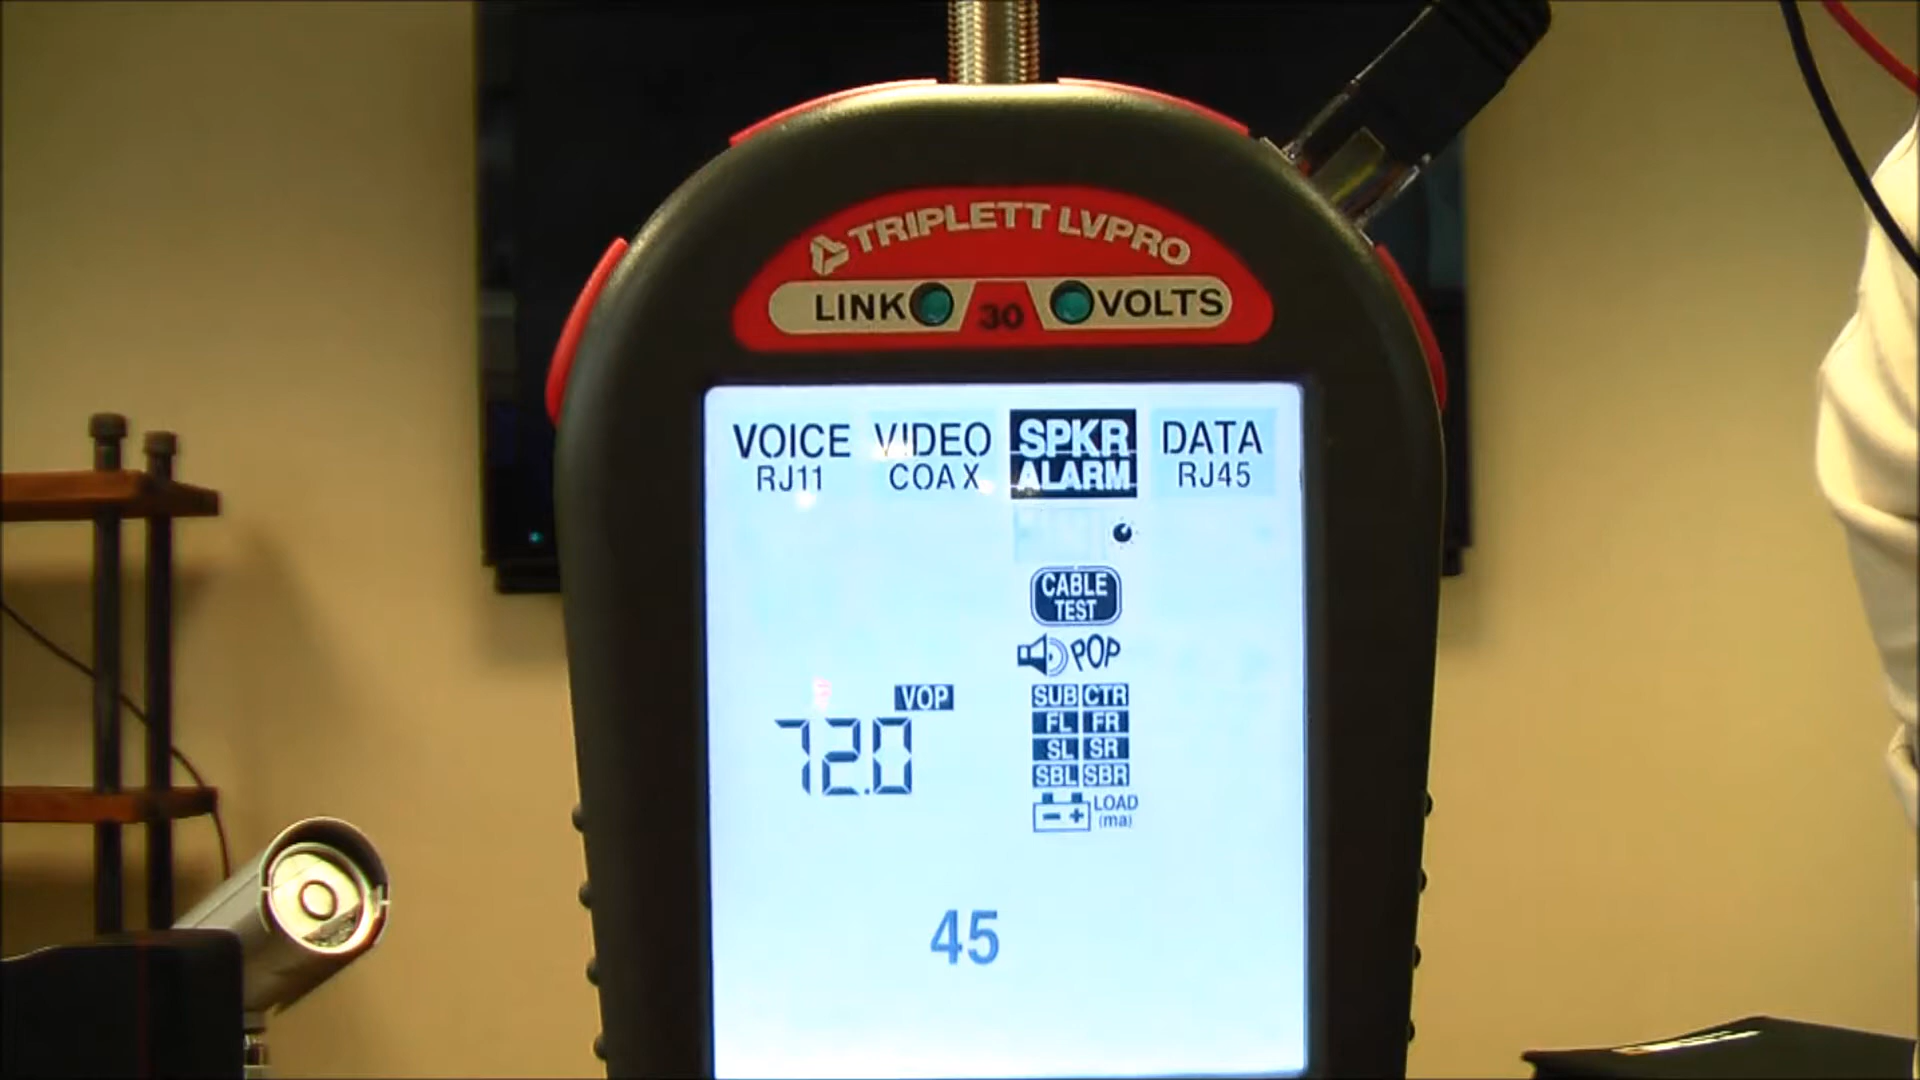 TRIPLETT LVPRO
LINK 30 VOLTS
VOICE VIDEO SPKR DATA
RJ11 COAX ALARM RJ45
CABLE
TEST
POP
VOP SUB CTR
72.0 FL FR
SL SR
SBL SBR
- + LOAD
(ma)
45